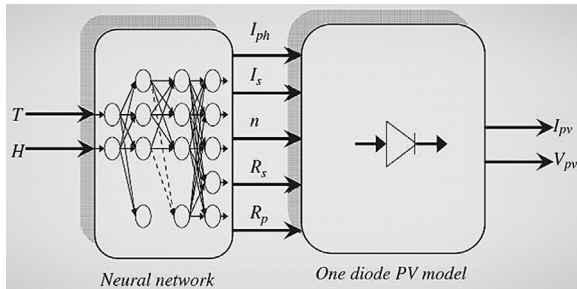 I_ph
I_s
T
n
I_pv
H
V_pv
R_s
R_p
Neural network
One diode PV model